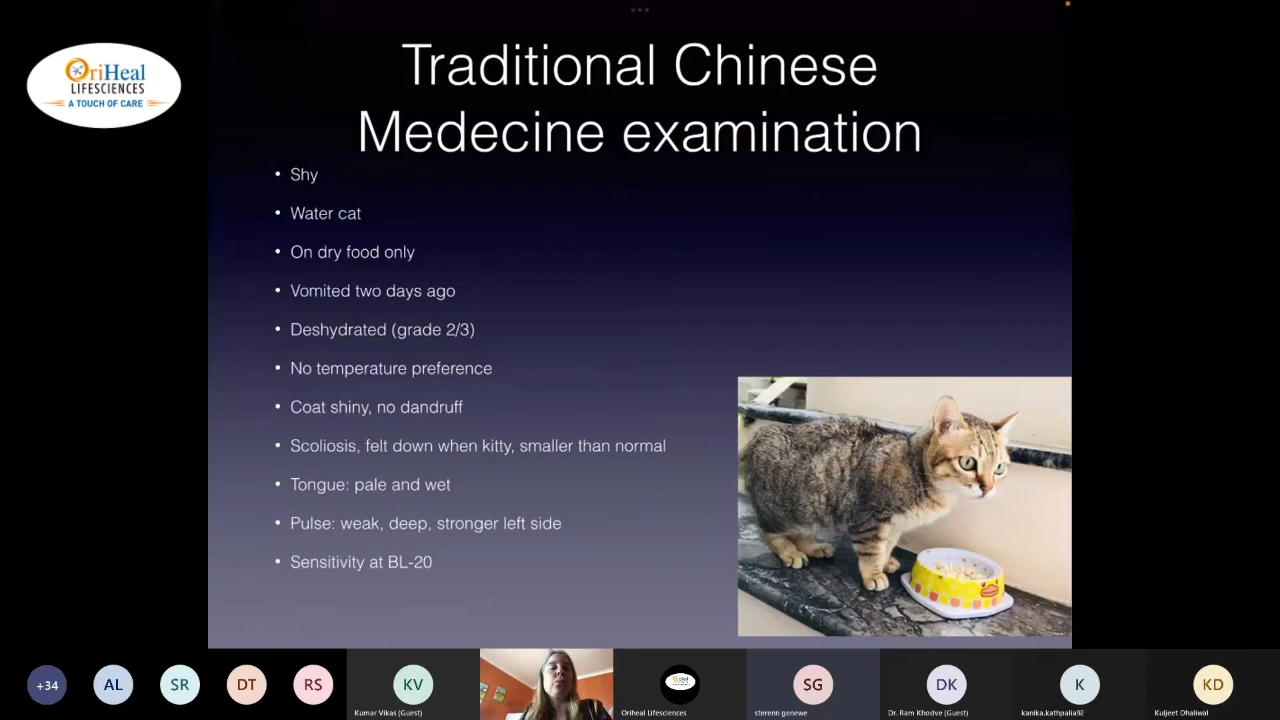 OriHeal
LIFESCIENCES
A TOUCH OF CARE
Traditional Chinese
Medecine examination
• Shy
• Water cat
• On dry food only
• Vomited two days ago
• Deshydrated (grade 2/3)
• No temperature preference
• Coat shiny, no dandruff
• Scoliosis, felt down when kitty, smaller than normal
• Tongue: pale and wet
• Pulse: weak, deep, stronger left side
• Sensitivity at BL-20
+34 AL SR DT RS KV SG DK K KD
Kumar Vikas (Guest) Oriheal Lifesciences sterenn genewe Dr. Ram Khodve (Guest) kanika.kathpalia92 Kuljeet Dhaliwal